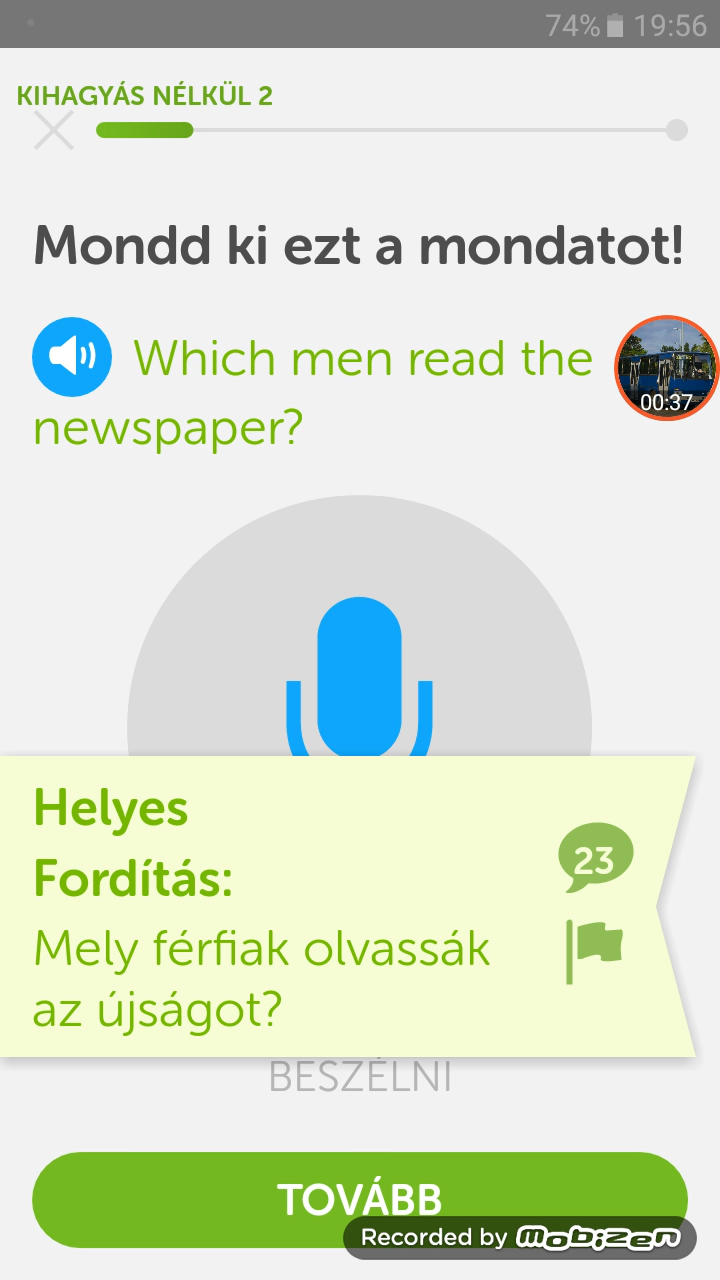 74% 19:56
KIHAGYÁS NÉLKÜL 2
Mondd ki ezt a mondatot!
Which men read the
newspaper?
00:37
Helyes
Fordítás:
23
Mely férfiak olvassák
az újságot?
BESZÉLNI
TOVÁBB
Recorded by mobizen